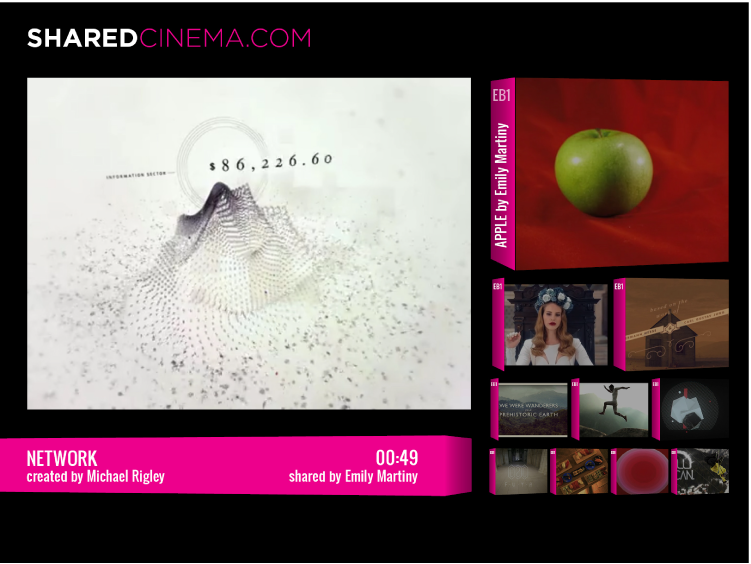 SHAREDCINEMA.COM
INFORMATION SECTOR
$86,226.60
NETWORK
00:49
created by Michael Rigley
shared by Emily Martiny
EB1
APPLE by Emily Martiny
EB1
EB1
EB1
WE WERE WANDERERS
PREHISTORIC EARTH
EB1
EB1
CAN.